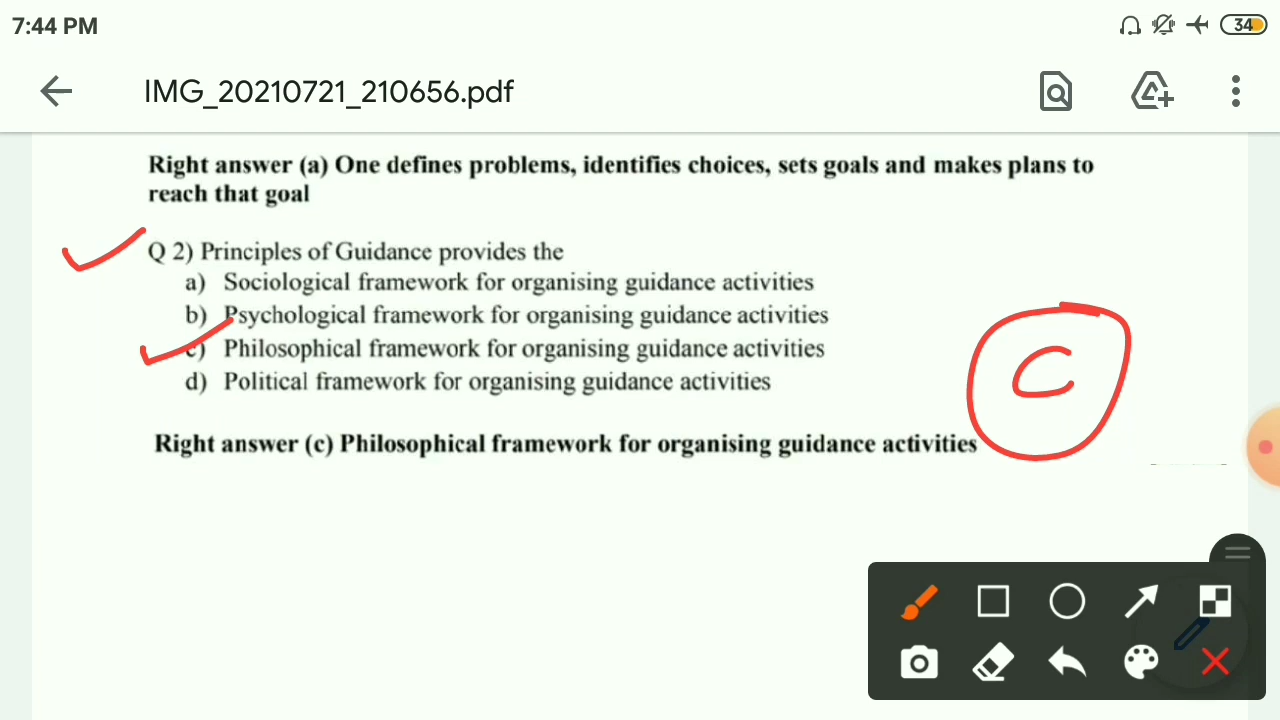 7:44 PM
34
IMG_20210721_210656.pdf
Right answer (a) One defines problems, identifies choices, sets goals and makes plans to
reach that goal
Q 2) Principles of Guidance provides the
a) Sociological framework for organising guidance activities
b) Psychological framework for organising guidance activities
c) Philosophical framework for organising guidance activities
d) Political framework for organising guidance activities
C
Right answer (c) Philosophical framework for organising guidance activities